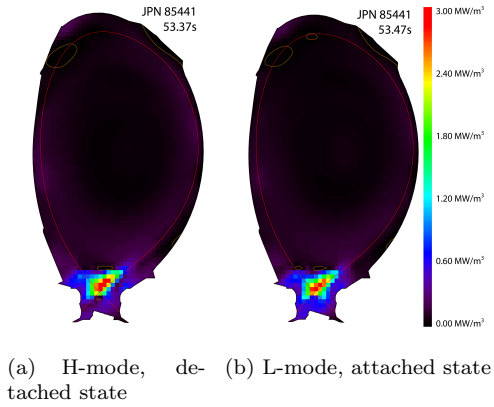 JPN 85441
53.37s
JPN 85441
53.47s
3.00 MW/m³
2.40 MW/m³
1.80 MW/m³
1.20 MW/m³
0.60 MW/m³
0.00 MW/m³
(a) H-mode, de-
tached state
(b) L-mode, attached state